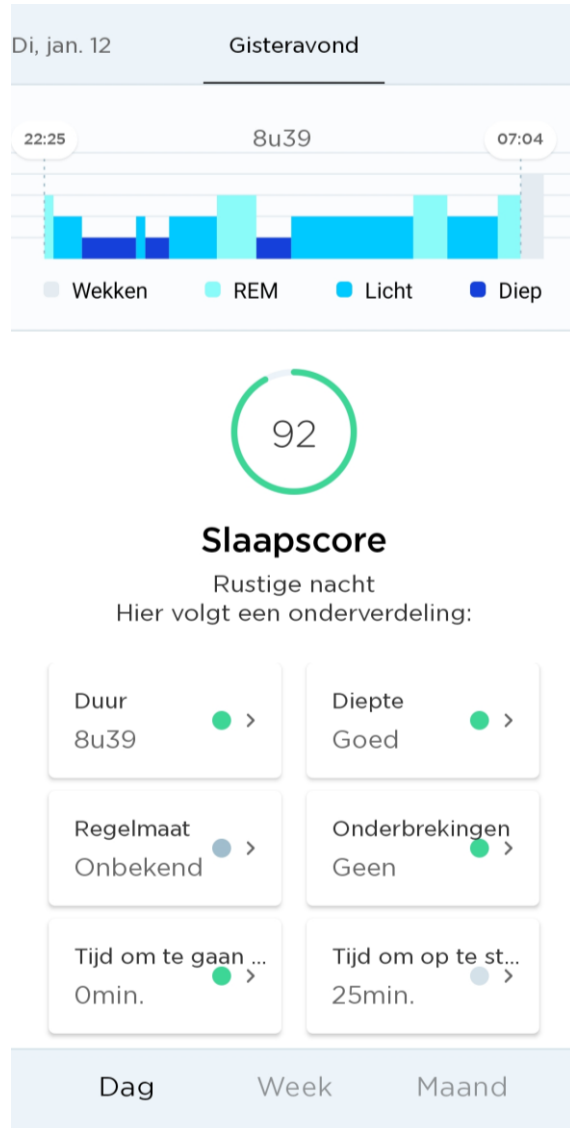 Di, jan. 12 Gisteravond
22:25 8u39 07:04
Wekken REM Licht Diep
92
Slaapscore
Rustige nacht
Hier volgt een onderverdeling:
Duur
8u39
Diepte
Goed
Regelmaat
Onbekend
Onderbrekingen
Geen
Tijd om te gaan ...
0min.
Tijd om op te st...
25min.
Dag Week Maand